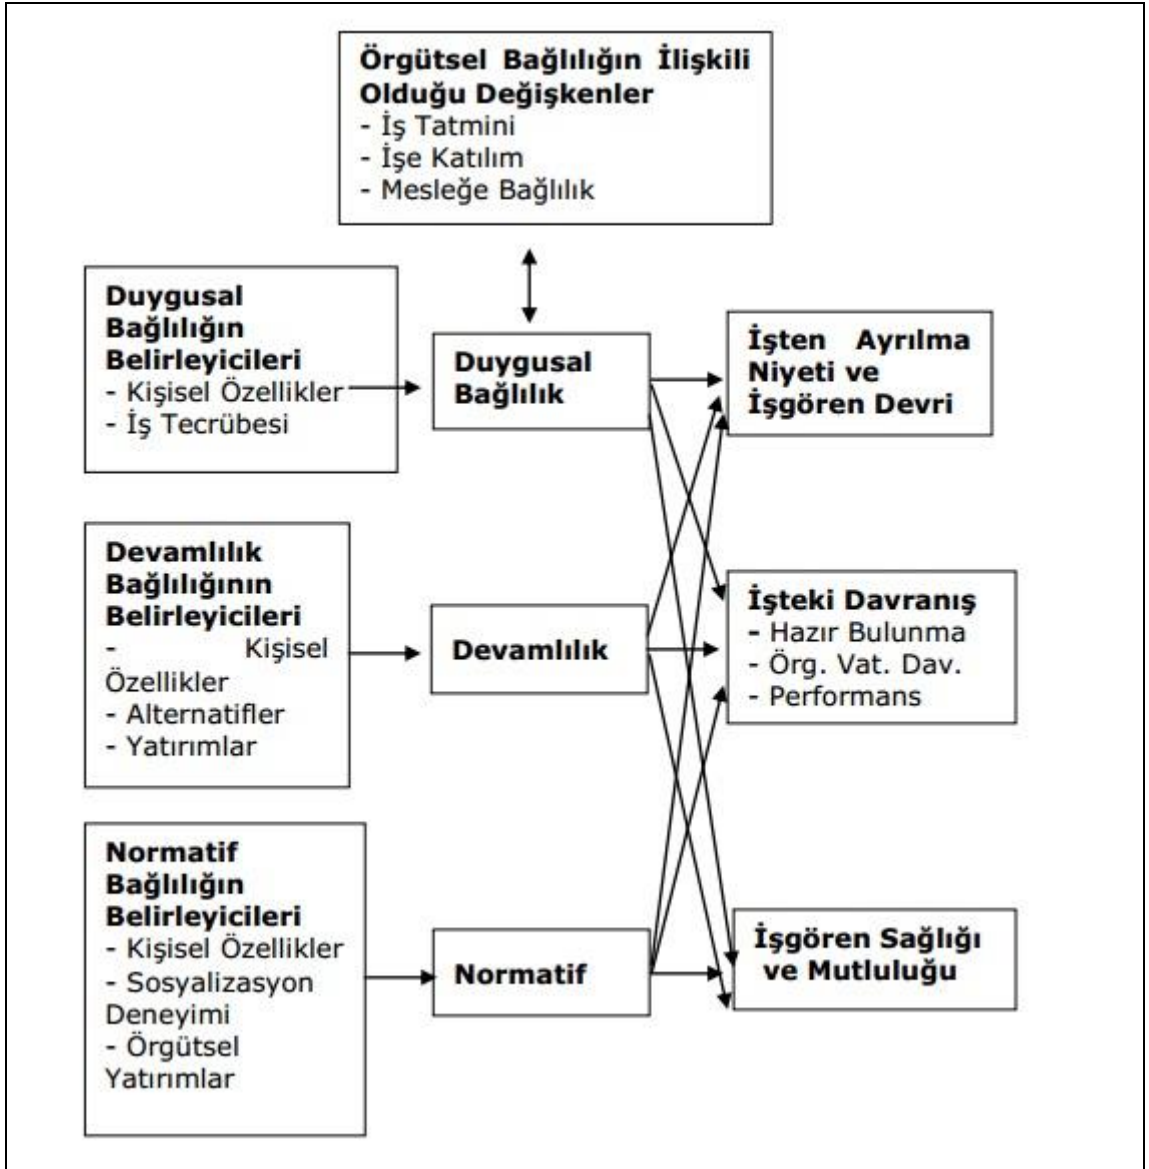 Örgütsel Bağlılığın İlişkili
Olduğu Değişkenler
- İş Tatmini
- İşe Katılım
- Mesleğe Bağlılık
Duygusal
Bağlılığın
Belirleyicileri
- Kişisel Özellikler
- İş Tecrübesi
Duygusal
Bağlılık
İşten Ayrılma
Niyeti ve
İşgören Devri
Devamlılık
Bağlılığının
Belirleyicileri
- Kişisel
Özellikler
- Alternatifler
- Yatırımlar
Devamlılık
İşteki Davranış
- Hazır Bulunma
- Örg. Vat. Dav.
- Performans
Normatif
Bağlılığın
Belirleyicileri
- Kişisel Özellikler
- Sosyalizasyon
Deneyimi
- Örgütsel
Yatırımlar
Normatif
İşgören Sağlığı
ve Mutluluğu